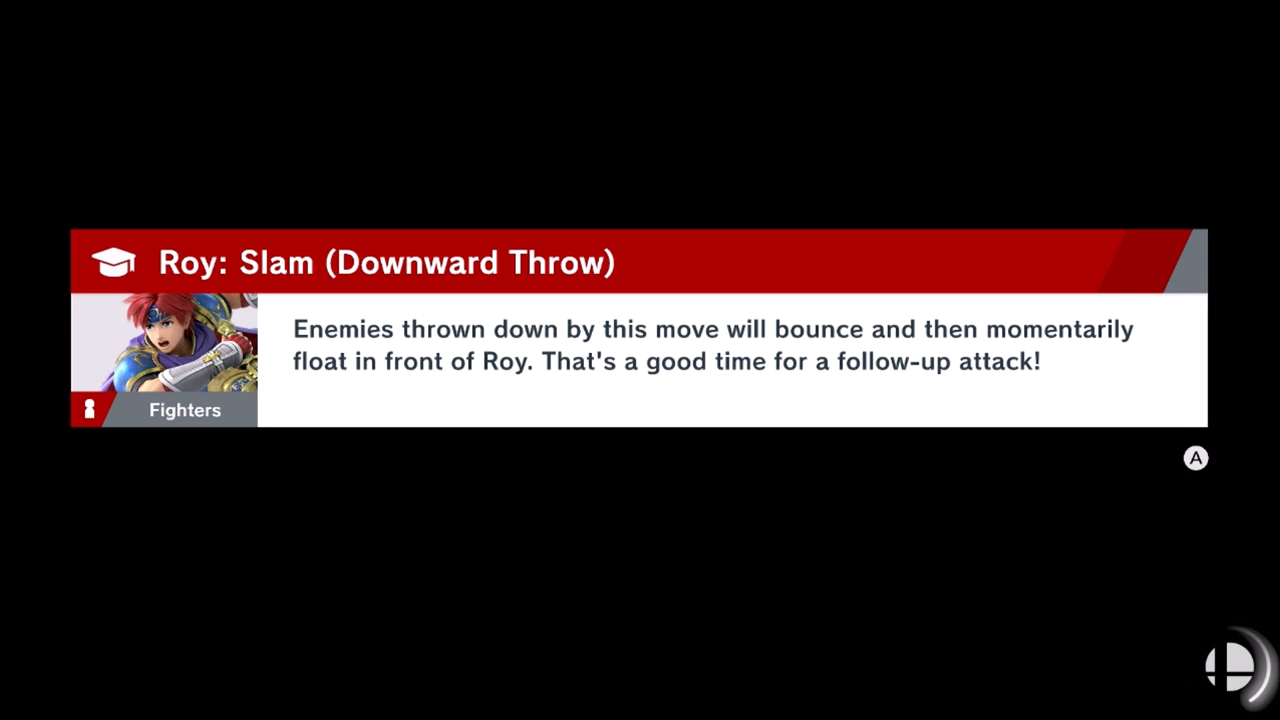 Roy: Slam (Downward Throw)
Enemies thrown down by this move will bounce and then momentarily
float in front of Roy. That's a good time for a follow-up attack!
Fighters
A